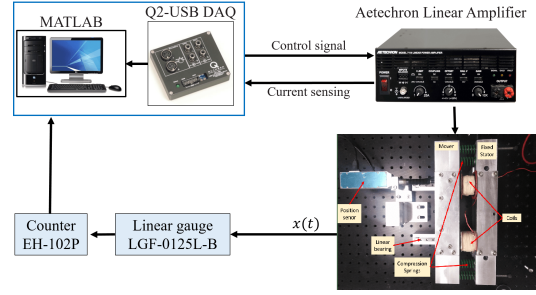 Q2-USB DAQ
MATLAB
Aetechron Linear Amplifier
Control signal
Current sensing
AETECHRON
Mover
Fixed
Stator
Position
sensor
Coils
Linear
bearing
Compression
Springs
x(t)
Counter
EH-102P
Linear gauge
LGF-0125L-B